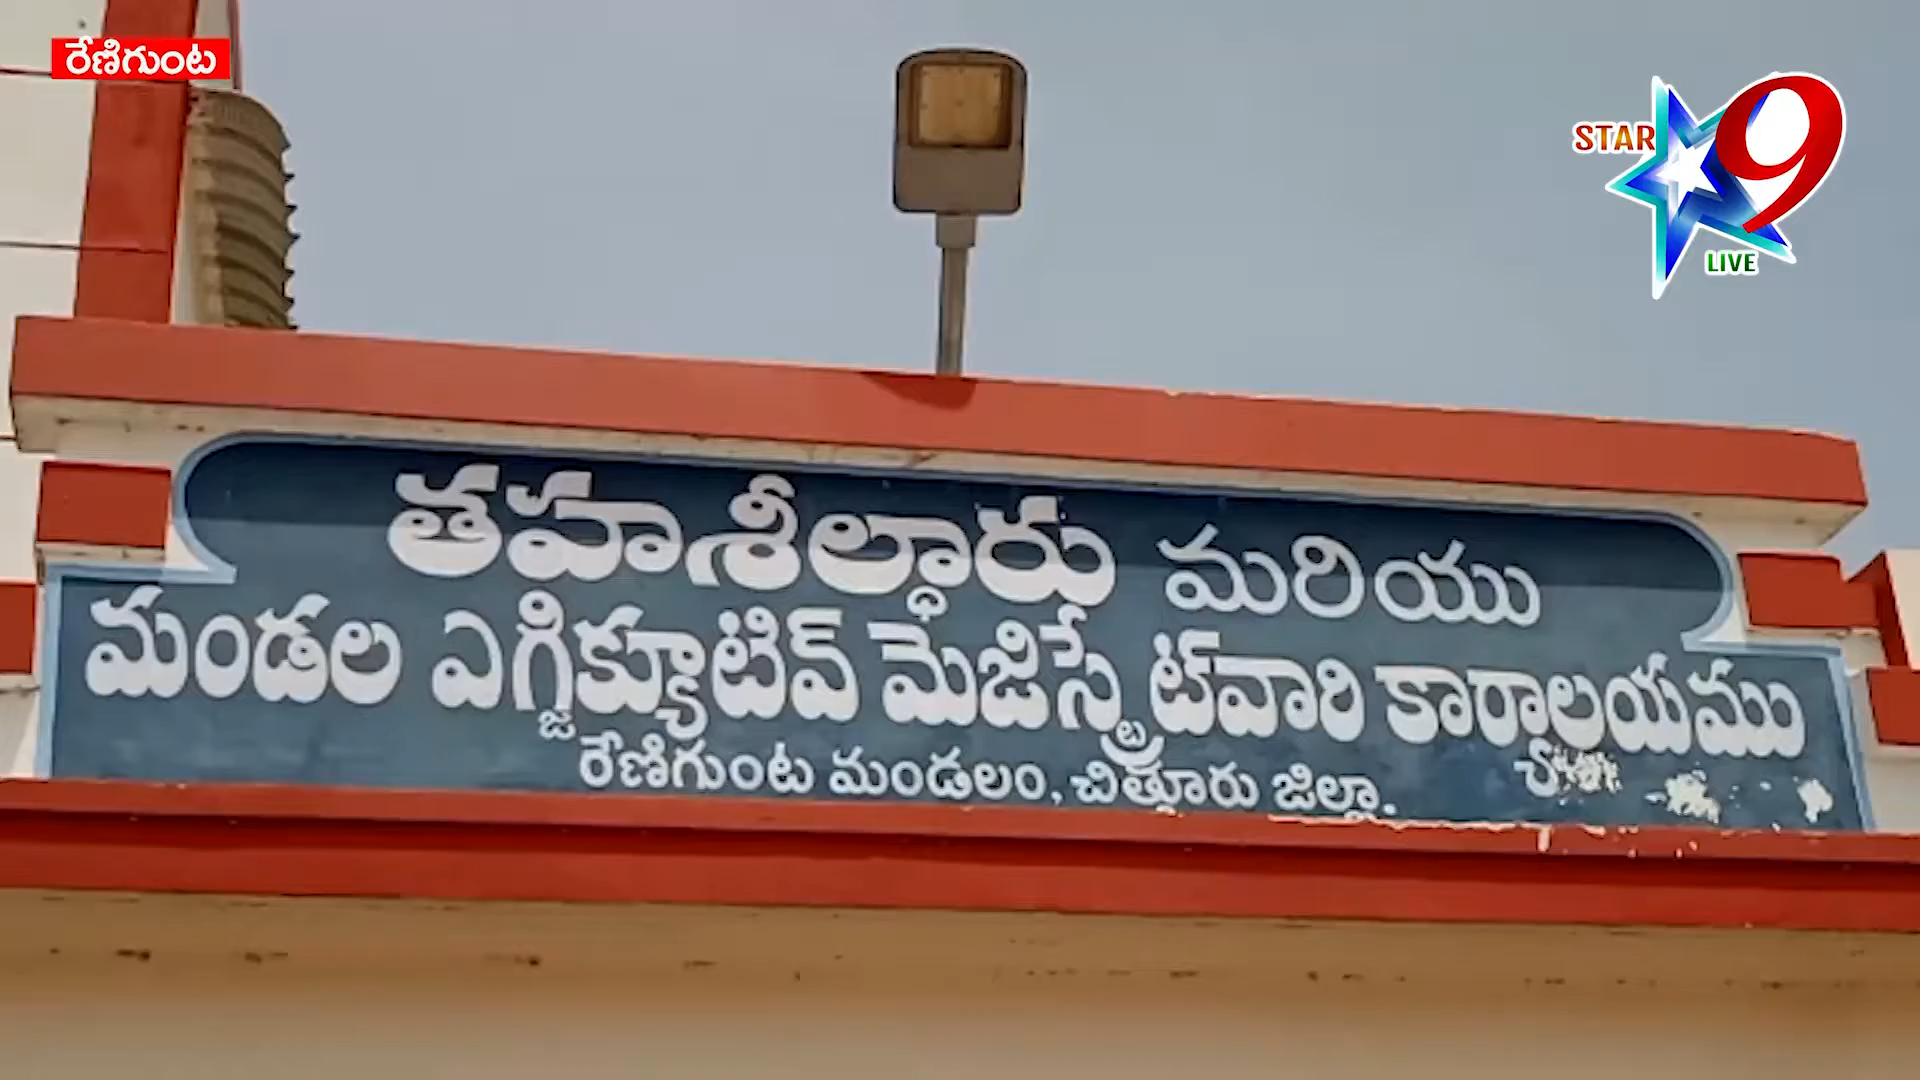 రేణిగుంట
STAR 9
LIVE
తహశీల్దారు మరియు
మండల ఎగ్జిక్యూటివ్ మెజిస్ట్రేట్‌వారి కార్యాలయము
రేణిగుంట మండలం, చిత్తూరు జిల్లా.